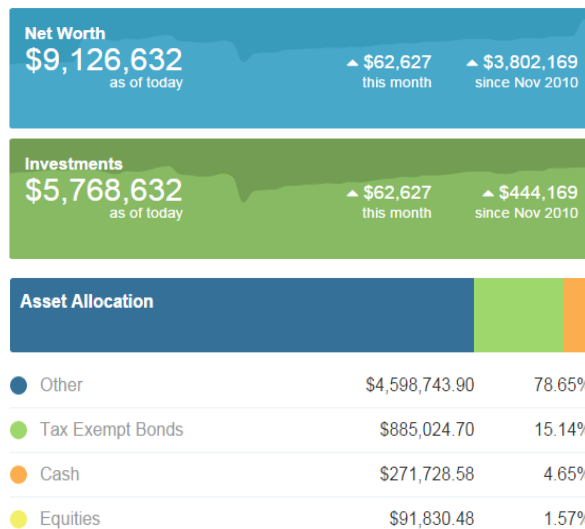 Net Worth
$9,126,632
as of today
▲ $62,627
this month
▲ $3,802,169
since Nov 2010
Investments
$5,768,632
as of today
▲ $62,627
this month
▲ $444,169
since Nov 2010
Asset Allocation
Other $4,598,743.90 78.65%
Tax Exempt Bonds $885,024.70 15.14%
Cash $271,728.58 4.65%
Equities $91,830.48 1.57%